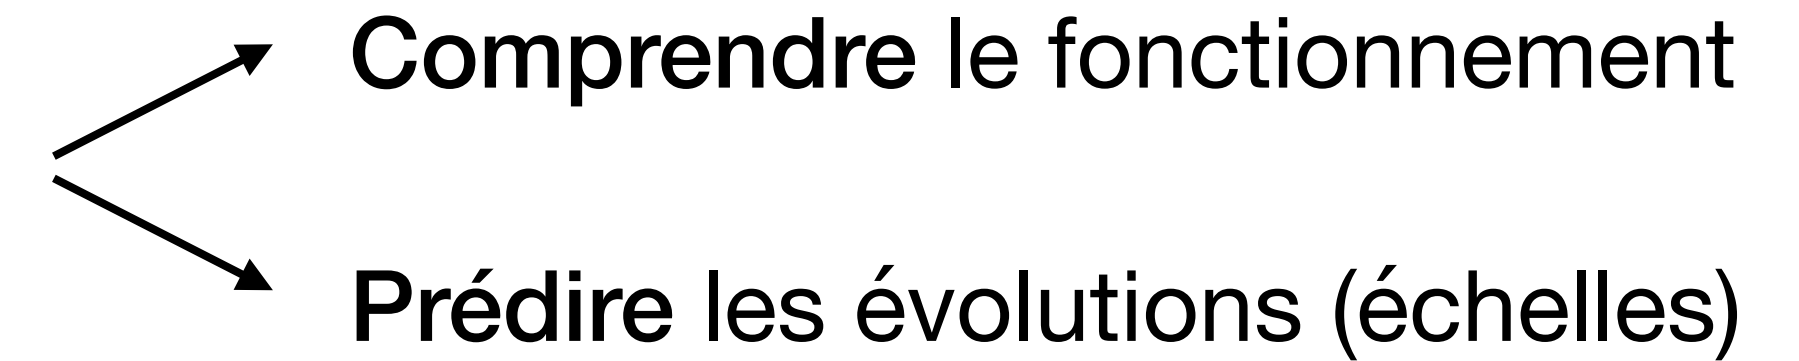 Comprendre le fonctionnement
Prédire les évolutions (échelles)